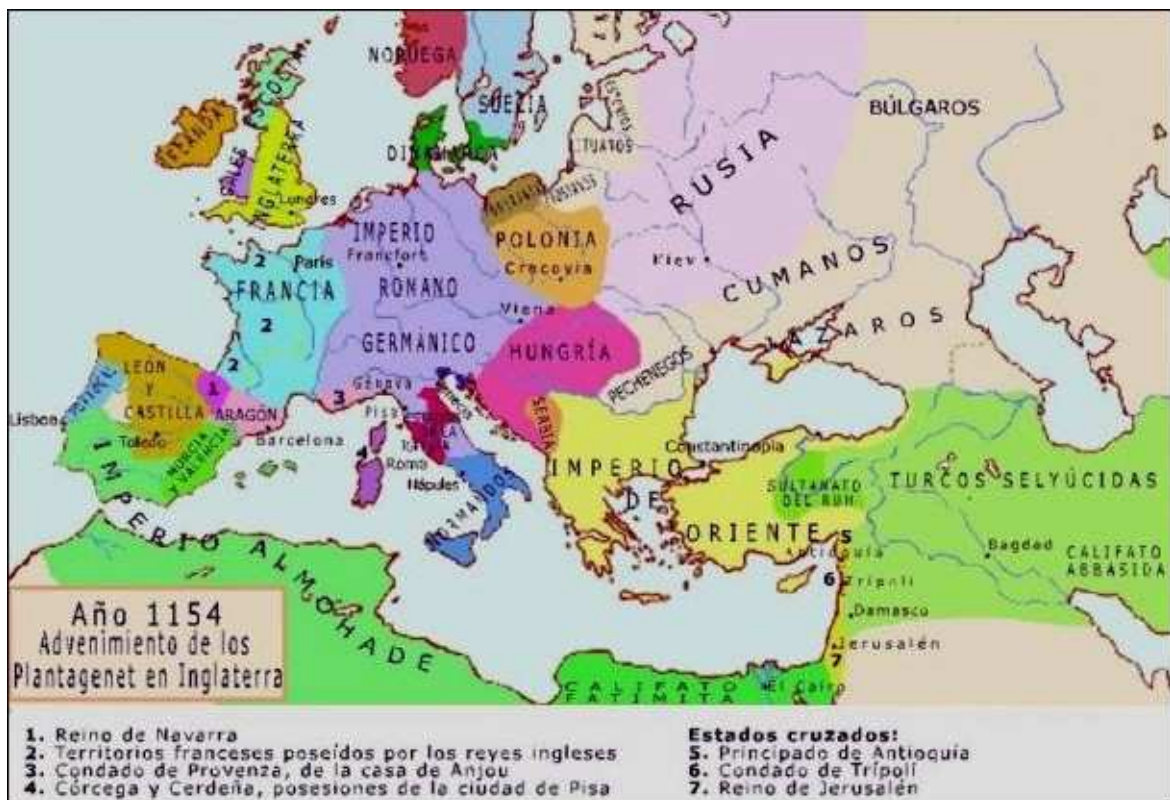 NORUEGA
SUECIA
ESCOCIA
IRLANDA
GALES
INGLATERRA
Londres
DINAMARCA
BÚLGAROS
RUSIA
IMPERIO
Francfort
ROMANO
GERMÁNICO
POLONIA
Cracovia
Kiev
CUMANOS
2
París
FRANCIA
2
2
Viena
HUNGRÍA
PECHENEGOS
JÁZAROS
LEÓN
Y
CASTILLA
PORTUGAL
1
ARAGÓN
Lisboa
Toledo
MURCIA
Y VALENCIA
Barcelona
Génova
3
Pisa
4
Roma
Nápoles
NORMANDOS
SERBIA
Constantinopla
IMPERIO
DE
ORIENTE
SULTANATO
DEL RUM
TURCOS SELYÚCIDAS
5
Antioquía
Bagdad
CALIFATO
ABBASIDA
6
Trípoli
Damasco
Jerusalén
7
IMPERIO ALMOHADE
CALIFATO
FATIMITA
El Cairo
Año 1154
Advenimiento de los
Plantagenet en Inglaterra
1. Reino de Navarra
2. Territorios franceses poseídos por los reyes ingleses
3. Condado de Provenza, de la casa de Anjou
4. Córcega y Cerdeña, posesiones de la ciudad de Pisa
Estados cruzados:
5. Principado de Antioquía
6. Condado de Trípoli
7. Reino de Jerusalén